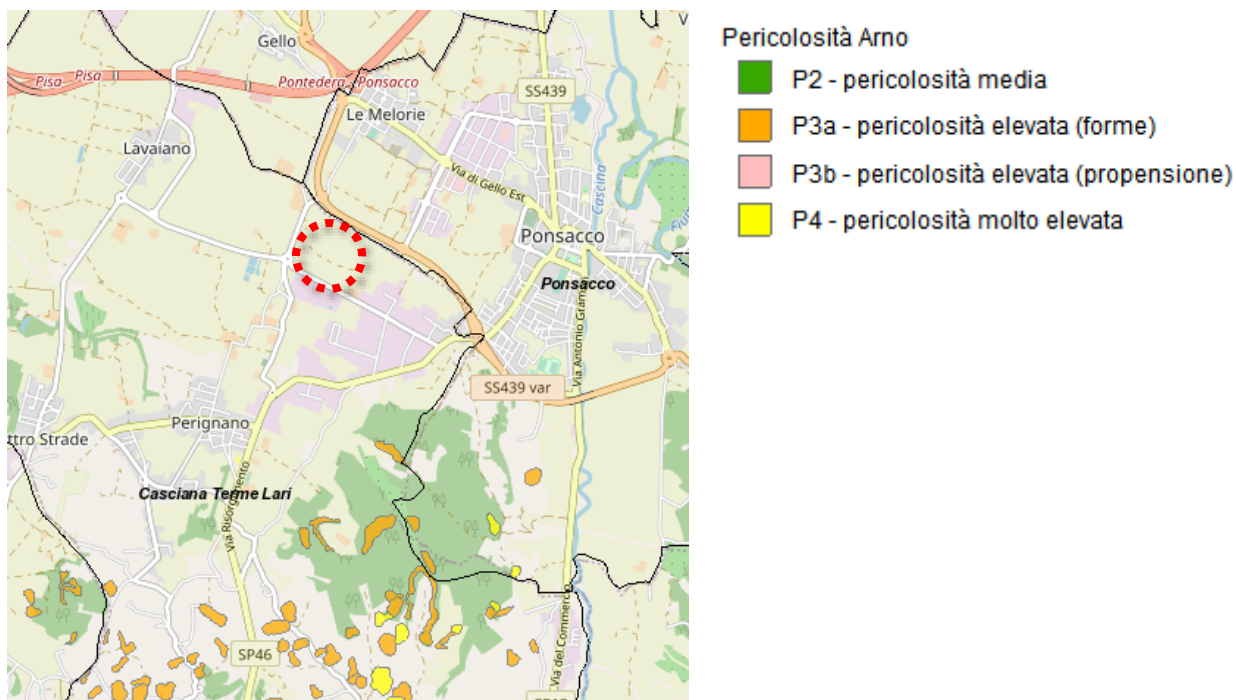 Gello
V
Pisa
Pisa
Pontedera - Ponsacco
SS439
Le Melorie
Lavaiano
Via di Gello Est
Cascina
Ponsacco
Ponsacco
Via Antonio Gram
SS439 var
Perignano
ttro Strade
Casciana Terme Lari
Via Risorgimento
SP46
Via del Commercio
Pericolosità Arno
P2 - pericolosità media
P3a - pericolosità elevata (forme)
P3b - pericolosità elevata (propensione)
P4 - pericolosità molto elevata